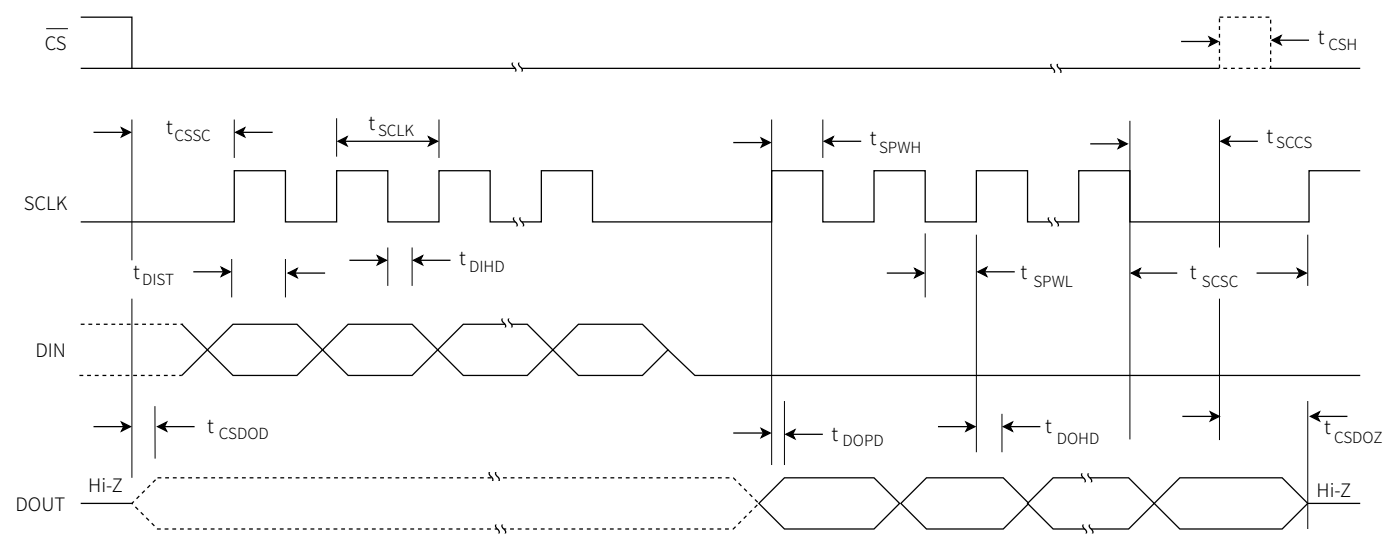 CS
t CSH
t CSSC
t SCLK
t SPWH
t SCCS
SCLK
t DIST
t DIHD
t SPWL
t SCSC
DIN
t CSDOD
t DOPD
t DOHD
t CSDOZ
Hi-Z
Hi-Z
DOUT